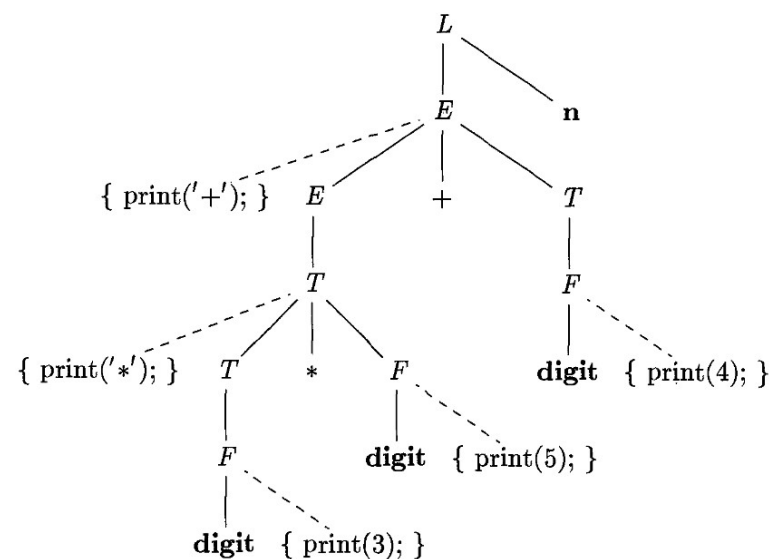 L
E n
{ print('+'); } E + T
T F
{ print('*'); } T * F digit { print(4); }
F digit { print(5); }
digit { print(3); }